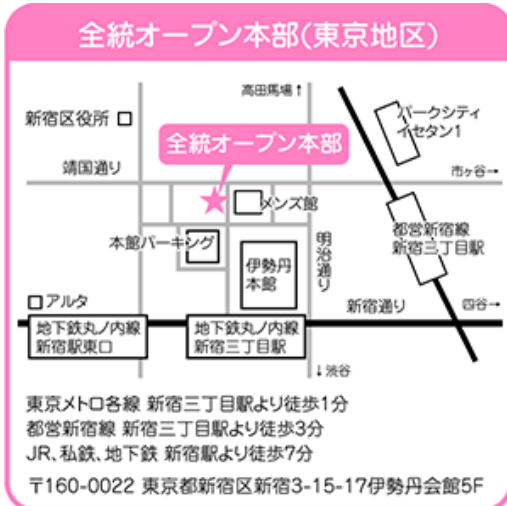 全統オープン本部(東京地区)
高田馬場↑
新宿区役所
パークシティ
イセタン1
全統オープン本部
靖国通り
市ヶ谷→
メンズ館
都営新宿線
新宿三丁目駅
本館パーキング
明治通り
伊勢丹
本館
アルタ
新宿通り
四谷→
地下鉄丸ノ内線
新宿駅東口
地下鉄丸ノ内線
新宿三丁目駅
↓渋谷
東京メトロ各線 新宿三丁目駅より徒歩1分
都営新宿線 新宿三丁目駅より徒歩3分
JR、私鉄、地下鉄 新宿駅より徒歩7分
〒160-0022 東京都新宿区新宿3-15-17伊勢丹会館5F